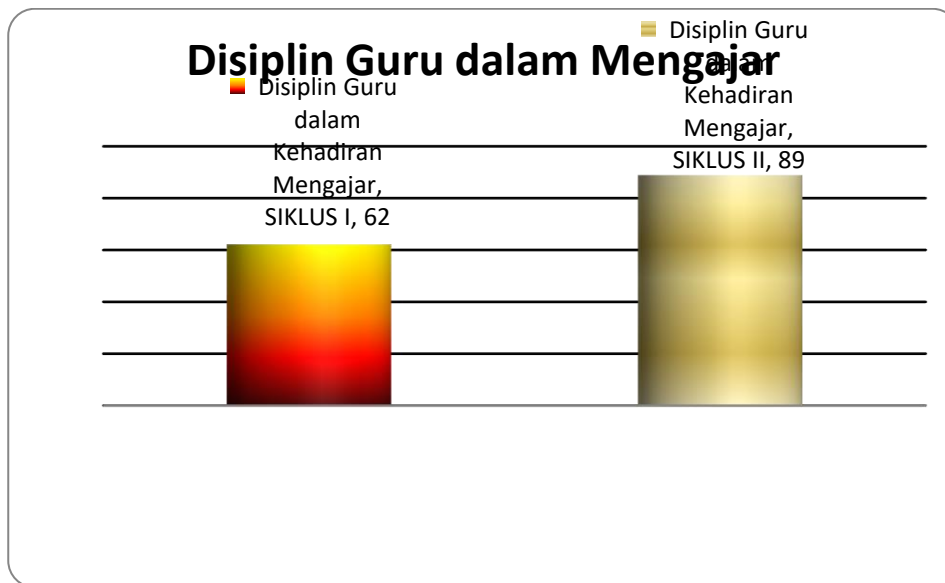 Disiplin Guru dalam Mengajar
Disiplin Guru
dalam
Kehadiran
Mengajar,
SIKLUS I, 62
Disiplin Guru
dalam
Kehadiran
Mengajar,
SIKLUS II, 89